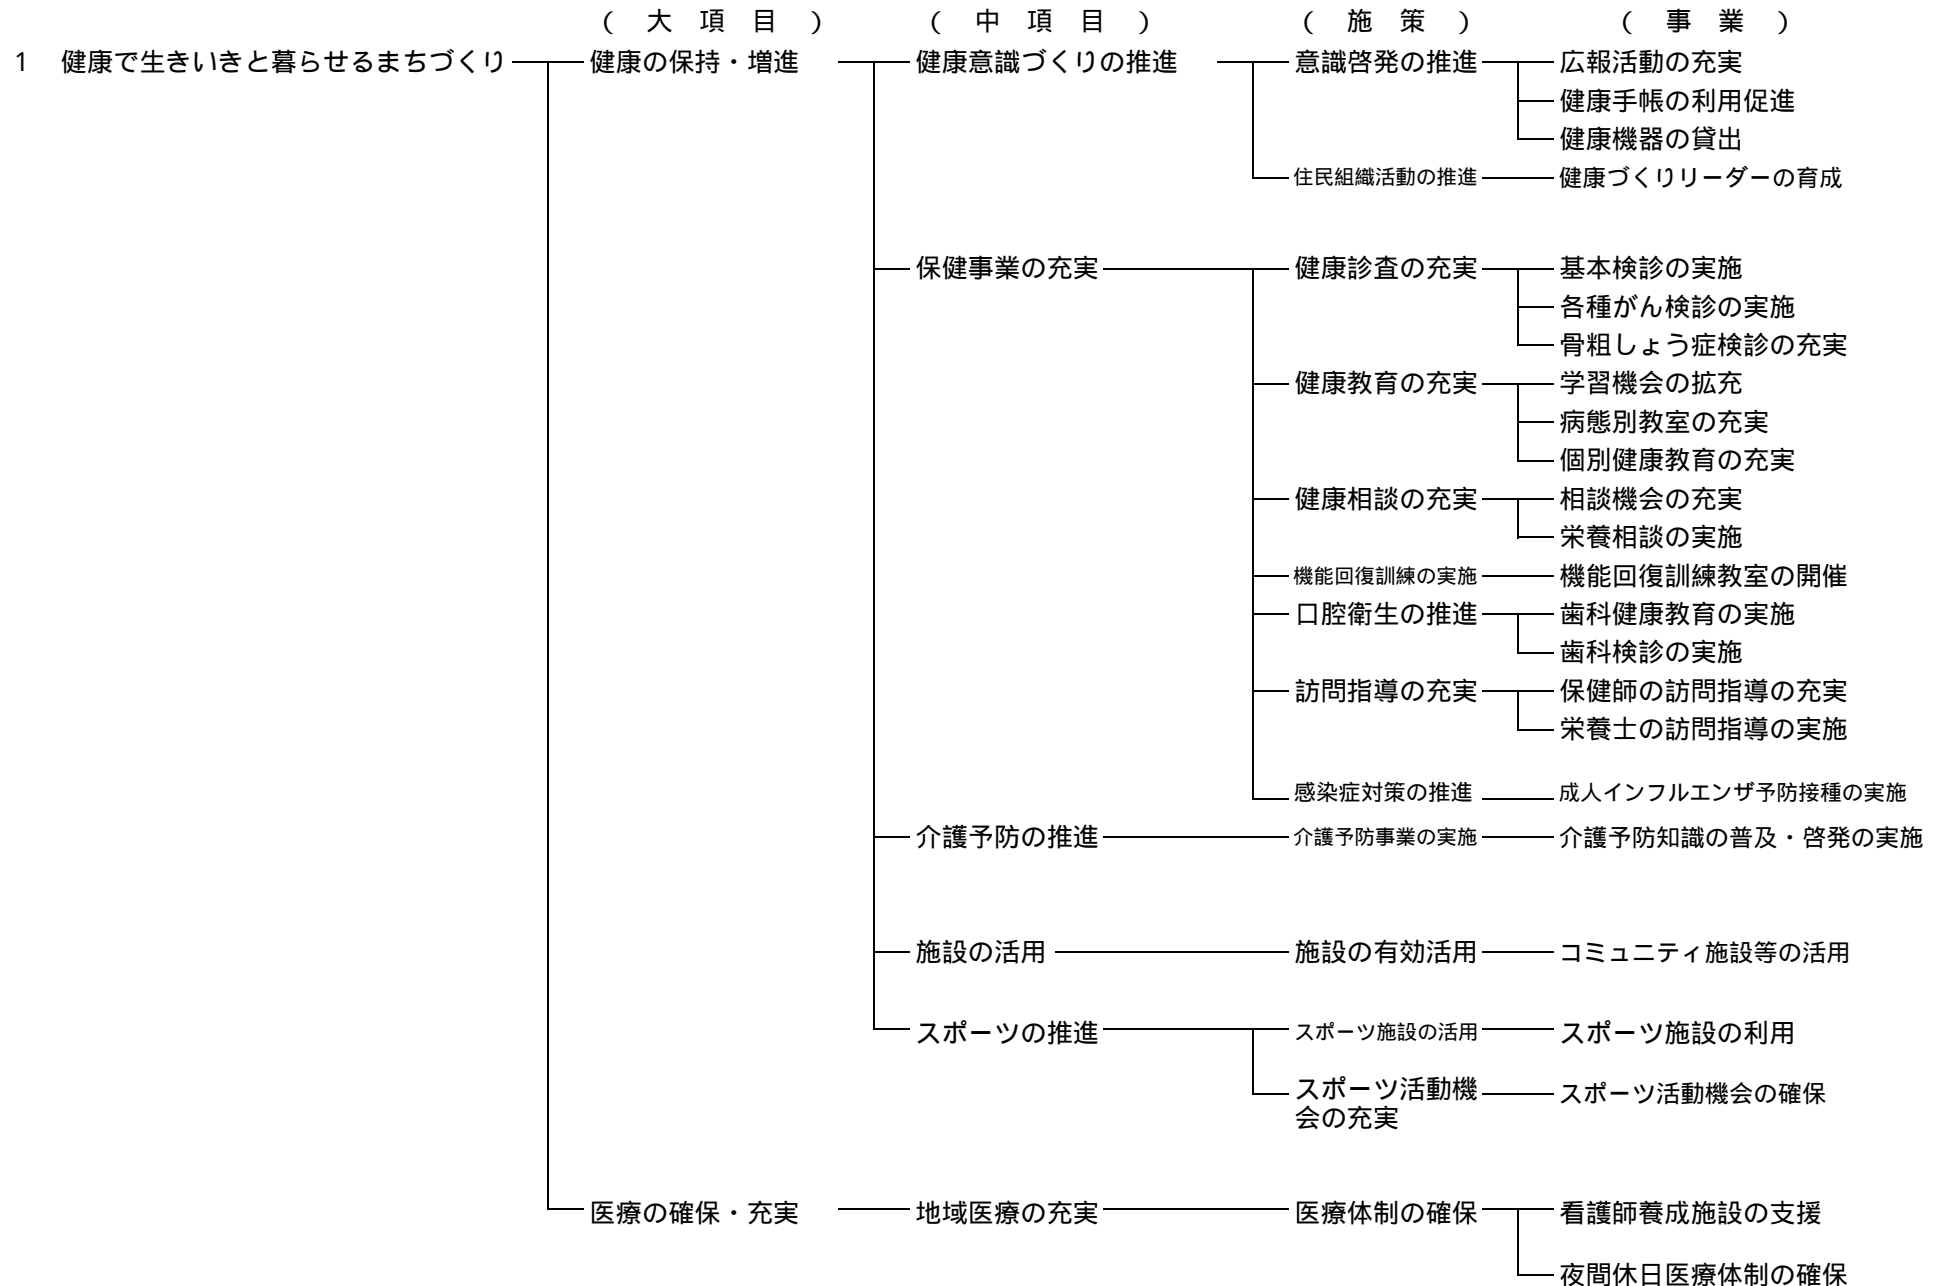 （ 大 項 目 ） （ 中 項 目 ） （ 施 策 ） （ 事 業 ）
1 健康で生きいきと暮らせるまちづくり 健康の保持・増進 健康意識づくりの推進 意識啓発の推進 広報活動の充実
健康手帳の利用促進
健康機器の貸出
住民組織活動の推進 健康づくりリーダーの育成
保健事業の充実 健康診査の充実 基本検診の実施
各種がん検診の実施
骨粗しょう症検診の充実
健康教育の充実 学習機会の拡充
病態別教室の充実
個別健康教育の充実
健康相談の充実 相談機会の充実
栄養相談の実施
機能回復訓練の実施 機能回復訓練教室の開催
口腔衛生の推進 歯科健康教育の実施
歯科検診の実施
訪問指導の充実 保健師の訪問指導の充実
栄養士の訪問指導の実施
感染症対策の推進 成人インフルエンザ予防接種の実施
介護予防の推進 介護予防事業の実施 介護予防知識の普及・啓発の実施
施設の活用 施設の有効活用 コミュニティ施設等の活用
スポーツの推進 スポーツ施設の活用 スポーツ施設の利用
スポーツ活動機 スポーツ活動機会の確保
会の充実
医療の確保・充実 地域医療の充実 医療体制の確保 看護師養成施設の支援
夜間休日医療体制の確保